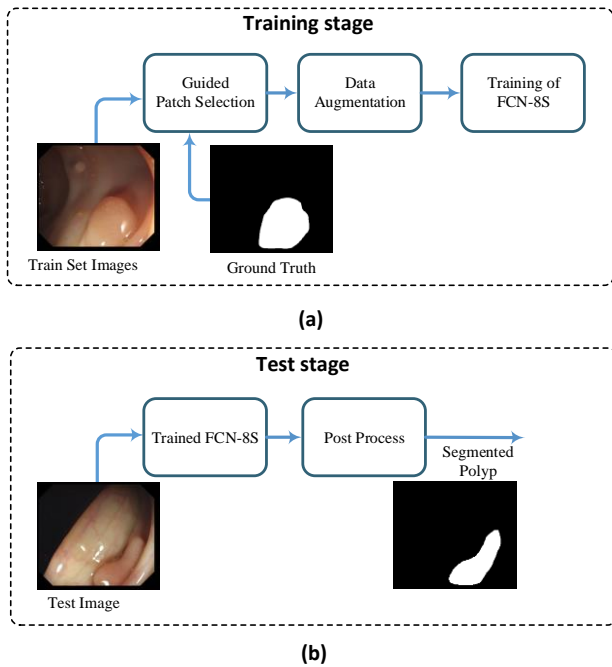 Training stage
Guided
Patch Selection
Data
Augmentation
Training of
FCN-8S
Train Set Images
Ground Truth
(a)
Test stage
Trained FCN-8S
Post Process
Segmented
Polyp
Test Image
(b)